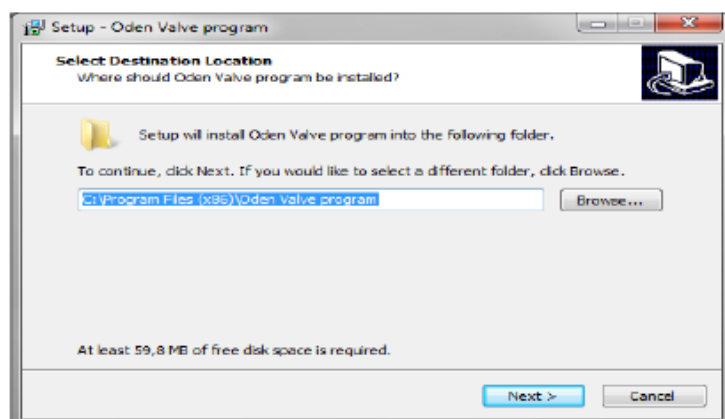 Setup - Oden Valve program
Select Destination Location
Where should Oden Valve program be installed?
Setup will install Oden Valve program into the following folder.
To continue, click Next. If you would like to select a different folder, click Browse.
C:\Program Files (x86)\Oden Valve program
Browse...
At least 59,8 MB of free disk space is required.
Next >
Cancel